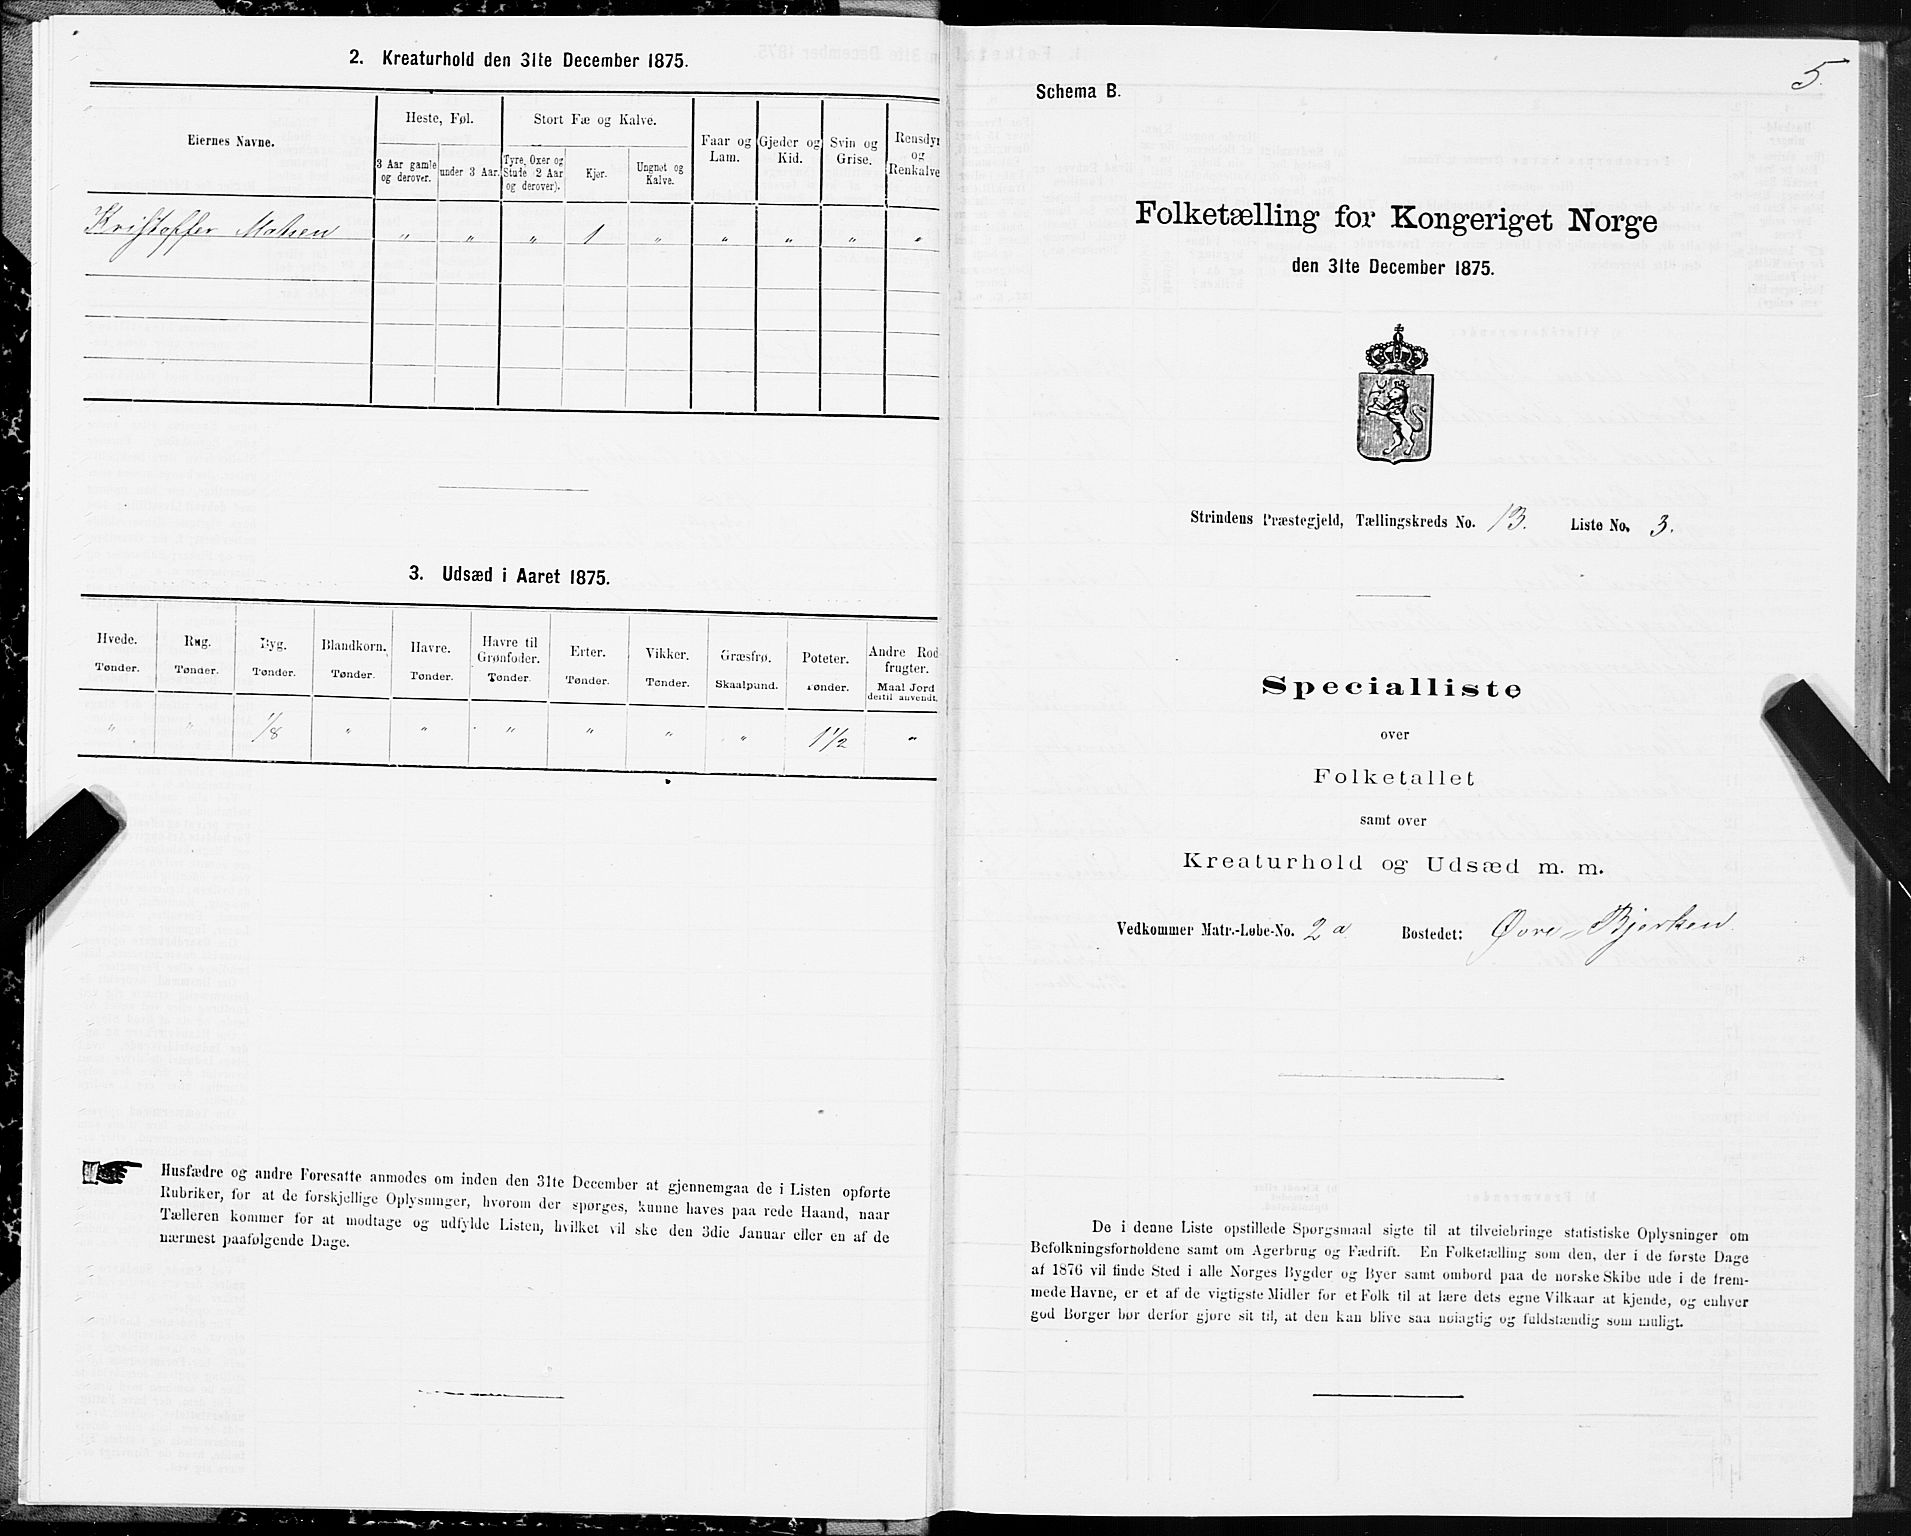 2. Kreaturhold den 31te December 1875.
Eiernes Navne.
Heste, Føl.
Stort Fæ og Kalve.
Faar og Lam.
Gjeder og Kid.
Svin og Grise.
Rensdyr og Renkalve
3 Aar gamle og derover.
under 3 Aar.
Tyre, Oxer og Stude (2 Aar og derover).
Kjør.
Ungnøt og Kalve.
Kristoffer " " " 1 " " " " "
3. Udsæd i Aaret 1875.
Hvede. Rug. Byg. Blandkorn. Havre. Havre til Grønfoder. Erter. Vikker. Græsfrø. Poteter. Andre Rodfrugter.
Tønder. Tønder. Tønder. Tønder. Tønder. Tønder. Tønder. Tønder. Skaalpund. Tønder. Maal Jord dertil anvendt.
" " 1/8 " " " " " " 1 1/2 "
Husfædre og andre Foresatte anmodes om inden den 31te December at gjennemgaa de i Listen opførte
Rubriker, for at de forskjellige Oplysninger, hvorom der spørges, kunne haves paa rede Haand, naar
Tælleren kommer for at modtage og udfylde Listen, hvilket vil ske den 3die Januar eller en af de
nærmest paafølgende Dage.
5.
Schema B.
Folketælling for Kongeriget Norge
den 31te December 1875.
Strindens Præstegjeld, Tællingskreds No. 13. Liste No. 3.
Specialliste
over
Folketallet
samt over
Kreaturhold og Udsæd m. m.
Vedkommer Matr.-Løbe-No. 2a Bostedet: Øvre-Bjørken.
De i denne Liste opstillede Spørgsmaal sigte til at tilveiebringe statistiske Oplysninger om
Befolkningsforholdene samt om Agerbrug og Fædrift. En Folketælling som den, der i de første Dage
af 1876 vil finde Sted i alle Norges Bygder og Byer samt ombord paa de norske Skibe ude i de frem-
mede Havne, er et af de vigtigste Midler for et Folk til at lære dets egne Vilkaar at kjende, og enhver
god Borger bør derfor gjøre sit til, at den kan blive saa nøiagtig og fuldstændig som muligt.